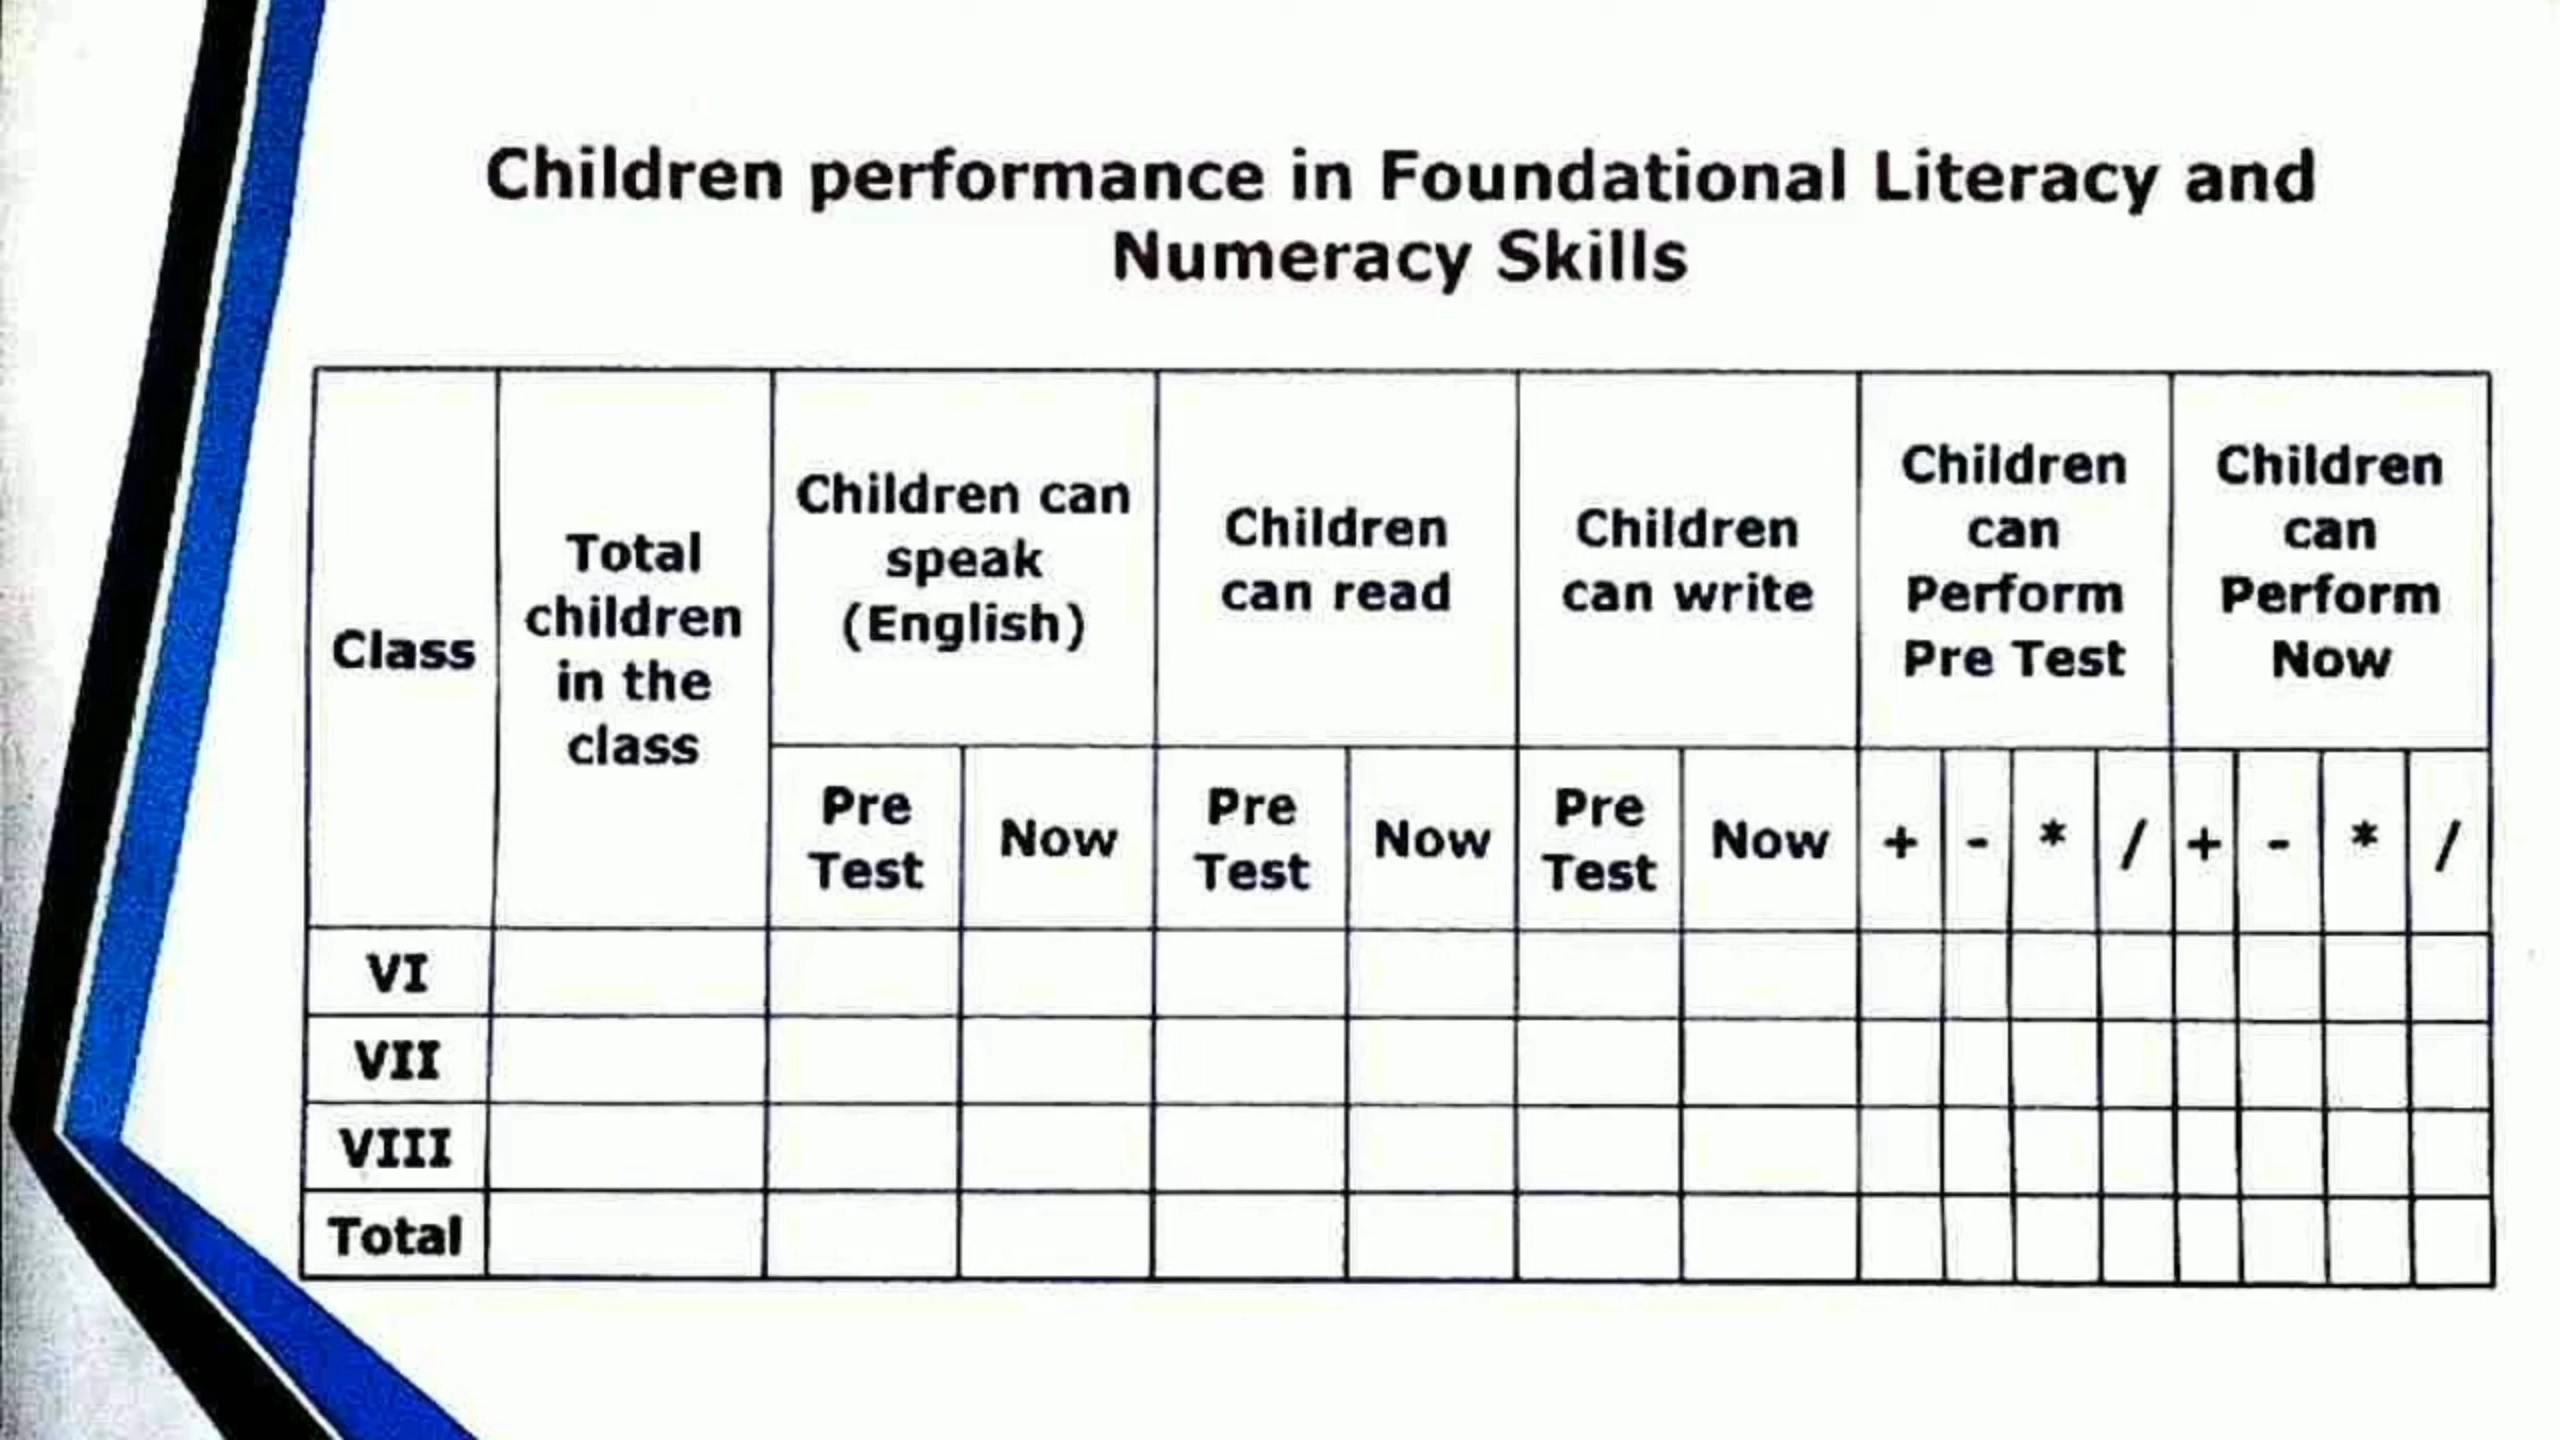 Children performance in Foundational Literacy and
Numeracy Skills
Class
Total
children
in the
class
Children can
speak
(English)
Children
can read
Children
can write
Children
can
Perform
Pre Test
Children
can
Perform
Now
Pre
Test
Now
Pre
Test
Now
Pre
Test
Now
+ - * / + - * /
VI
VII
VIII
Total